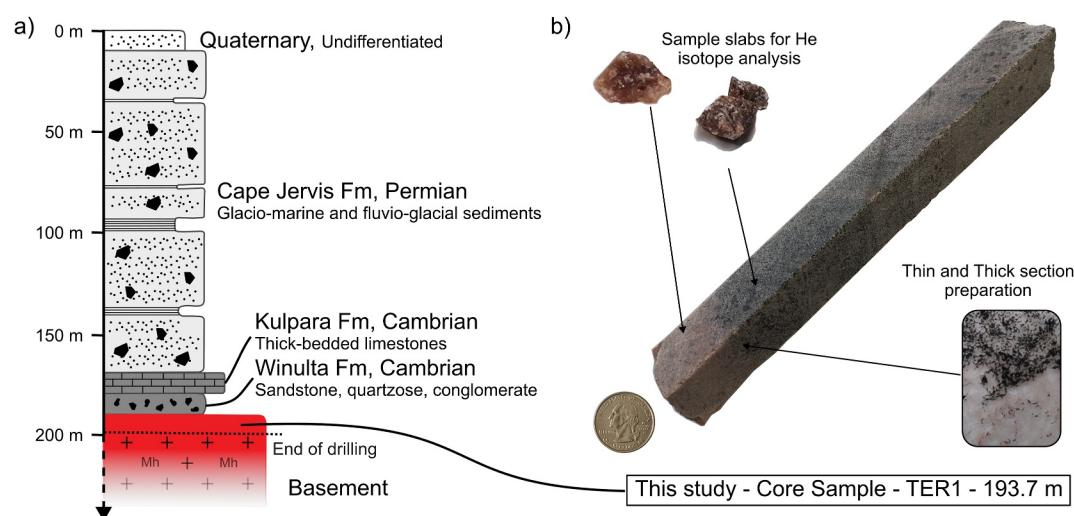 a)
0 m
Quaternary, Undifferentiated
50 m
Cape Jervis Fm, Permian
Glacio-marine and fluvio-glacial sediments
100 m
150 m
Kulpara Fm, Cambrian
Thick-bedded limestones
Winulta Fm, Cambrian
Sandstone, quartzose, conglomerate
200 m
End of drilling
Mh
Mh
Basement
b)
Sample slabs for He
isotope analysis
Thin and Thick section
preparation
This study - Core Sample - TER1 - 193.7 m